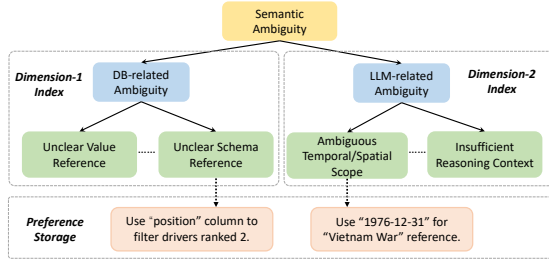 Semantic
Ambiguity
Dimension-1
Index
DB-related
Ambiguity
LLM-related
Ambiguity
Dimension-2
Index
Unclear Value
Reference
......
Unclear Schema
Reference
Ambiguous
Temporal/Spatial
Scope
......
Insufficient
Reasoning Context
Preference
Storage
Use "position" column to
filter drivers ranked 2.
Use "1976-12-31" for
"Vietnam War" reference.